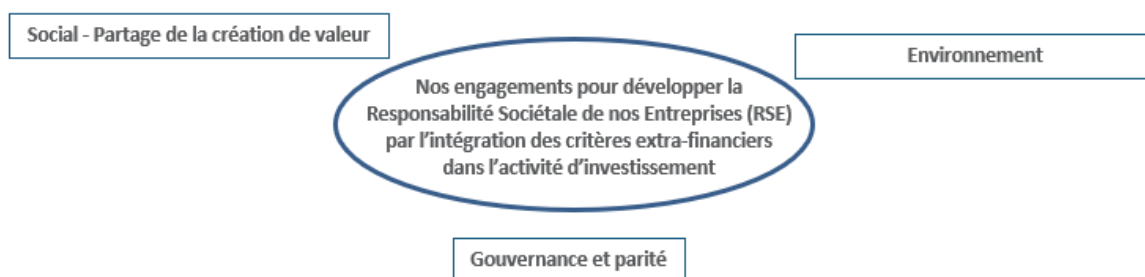 Social - Partage de la création de valeur
Environnement
Nos engagements pour développer la
Responsabilité Sociétale de nos Entreprises (RSE)
par l'intégration des critères extra-financiers
dans l'activité d'investissement
Gouvernance et parité